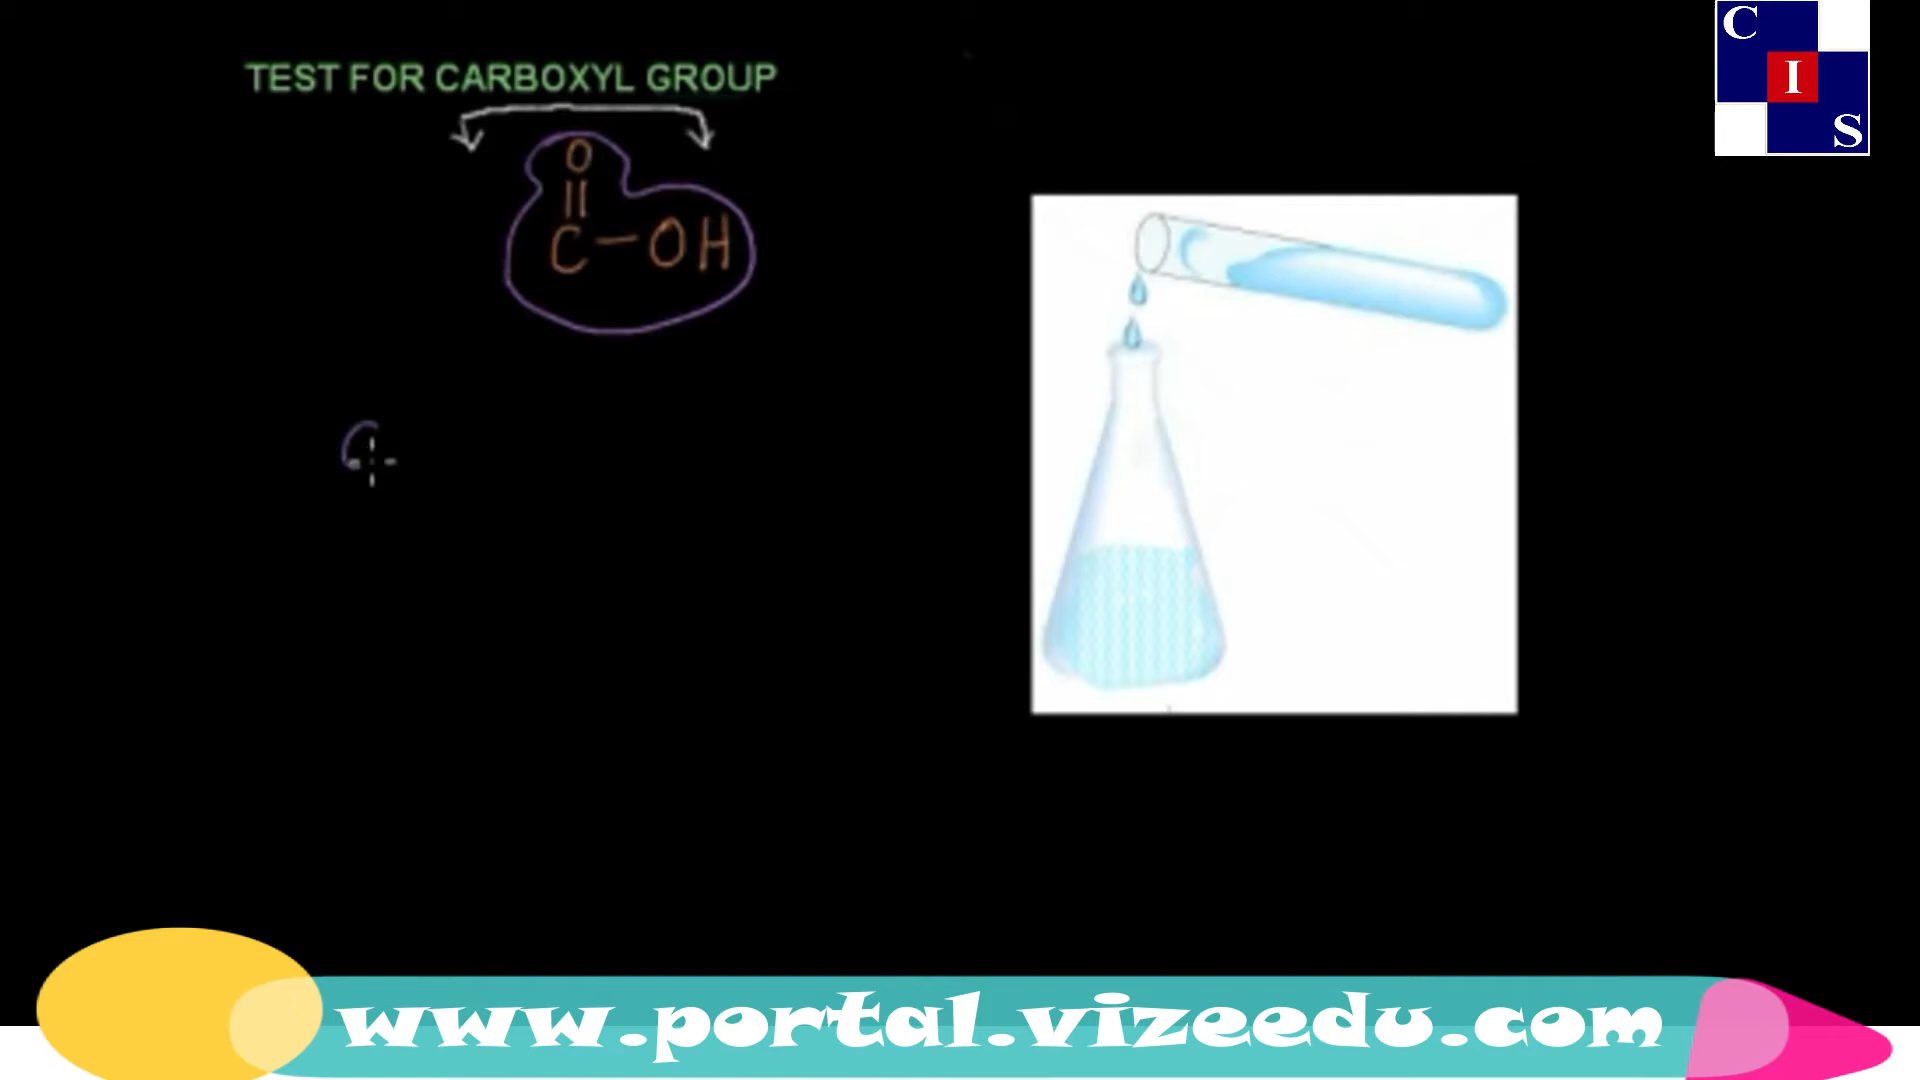 TEST FOR CARBOXYL GROUP
O
||
C — OH
C
I
S
www.portal.vizeedu.com